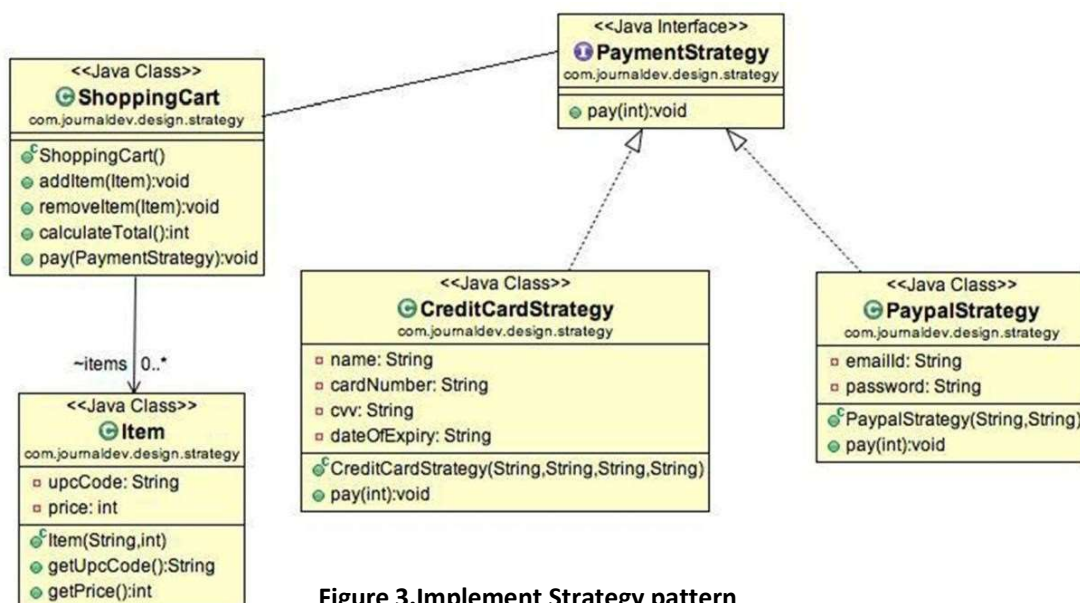 <<Java Interface>>
PaymentStrategy
com.journaldev.design.strategy
pay(int):void
<<Java Class>>
ShoppingCart
com.journaldev.design.strategy
ShoppingCart()
addItem(Item):void
removeItem(Item):void
calculateTotal():int
pay(PaymentStrategy):void
~items 0..*
<<Java Class>>
Item
com.journaldev.design.strategy
upcCode: String
price: int
Item(String,int)
getUpcCode():String
getPrice():int
<<Java Class>>
CreditCardStrategy
com.journaldev.design.strategy
name: String
cardNumber: String
cvv: String
dateOfExpiry: String
CreditCardStrategy(String,String,String,String)
pay(int):void
<<Java Class>>
PaypalStrategy
com.journaldev.design.strategy
emailId: String
password: String
PaypalStrategy(String,String)
pay(int):void
Figure 3.Implement Strategy pattern